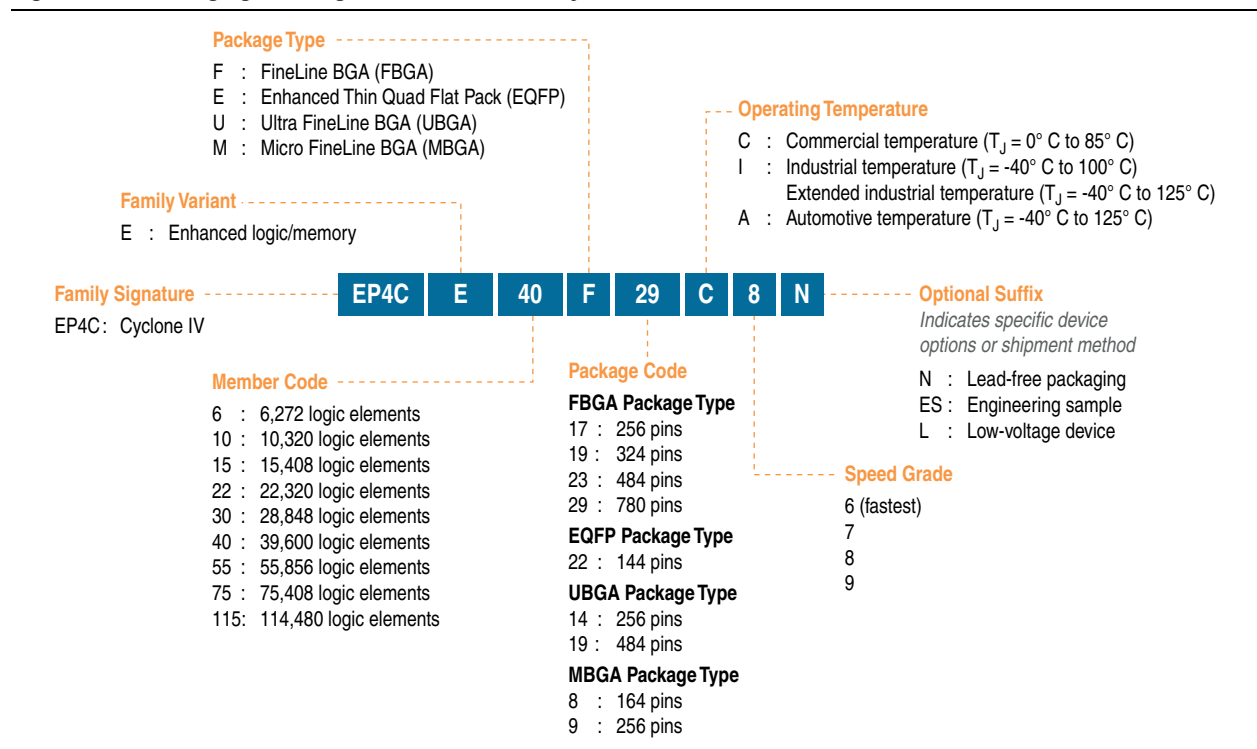 Package Type
F : FineLine BGA (FBGA)
E : Enhanced Thin Quad Flat Pack (EQFP)
U : Ultra FineLine BGA (UBGA)
M : Micro FineLine BGA (MBGA)
Operating Temperature
C : Commercial temperature (TJ = 0° C to 85° C)
I : Industrial temperature (TJ = -40° C to 100° C)
Extended industrial temperature (TJ = -40° C to 125° C)
A : Automotive temperature (TJ = -40° C to 125° C)
Family Variant
E : Enhanced logic/memory
Family Signature
EP4C : Cyclone IV
EP4C E 40 F 29 C 8 N
Optional Suffix
Indicates specific device
options or shipment method
N : Lead-free packaging
ES : Engineering sample
L : Low-voltage device
Member Code
6 : 6,272 logic elements
10 : 10,320 logic elements
15 : 15,408 logic elements
22 : 22,320 logic elements
30 : 28,848 logic elements
40 : 39,600 logic elements
55 : 55,856 logic elements
75 : 75,408 logic elements
115: 114,480 logic elements
Package Code
FBGA Package Type
17 : 256 pins
19 : 324 pins
23 : 484 pins
29 : 780 pins
EQFP Package Type
22 : 144 pins
UBGA Package Type
14 : 256 pins
19 : 484 pins
MBGA Package Type
8 : 164 pins
9 : 256 pins
Speed Grade
6 (fastest)
7
8
9